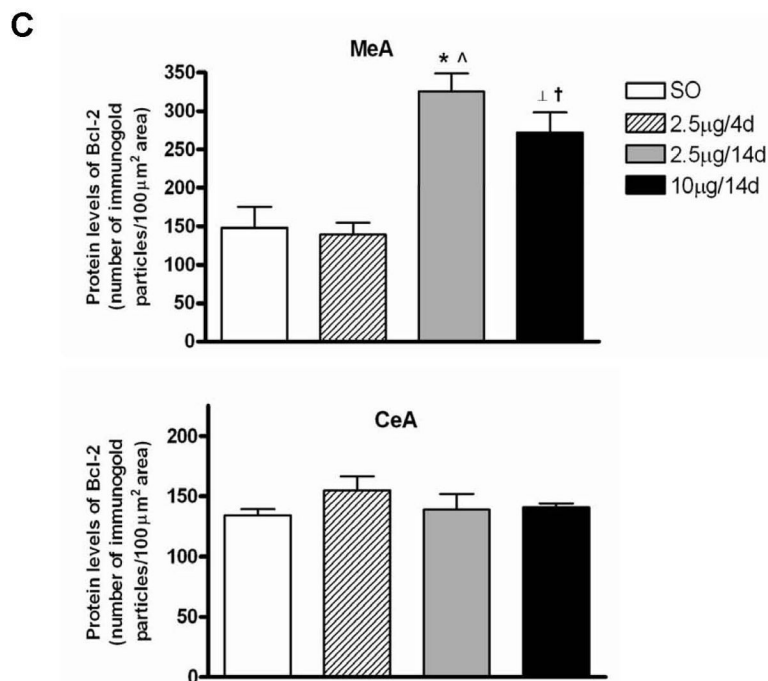 C
MeA
Protein levels of Bcl-2
(number of immunogold
particles/100μm² area)
350
300
250
200
150
100
50
0
* ^
⊥ †
SO
2.5μg/4d
2.5μg/14d
10μg/14d
CeA
Protein levels of Bcl-2
(number of immunogold
particles/100μm² area)
200
150
100
50
0